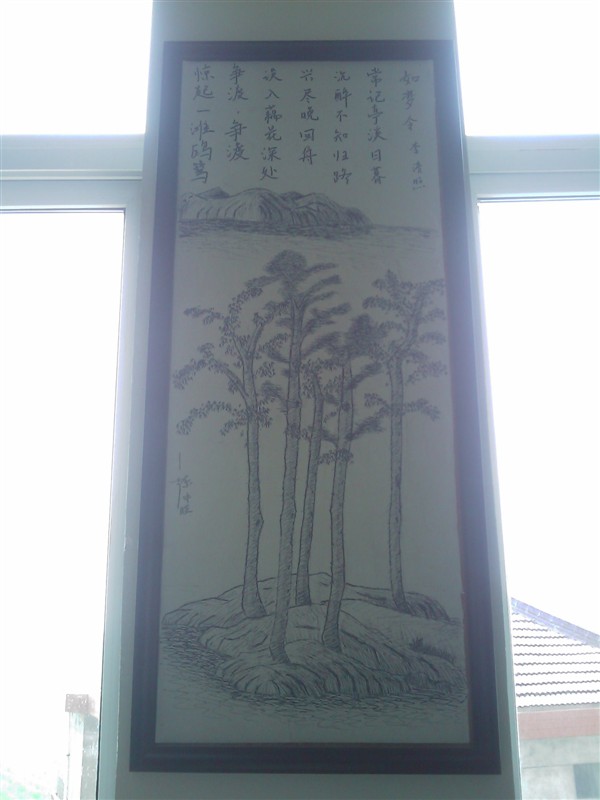 如梦令 李清照
常记亭溪日暮
沉醉不知归路
兴尽晚回舟
误入藕花深处
争渡·争渡
惊起一滩鸥鹭